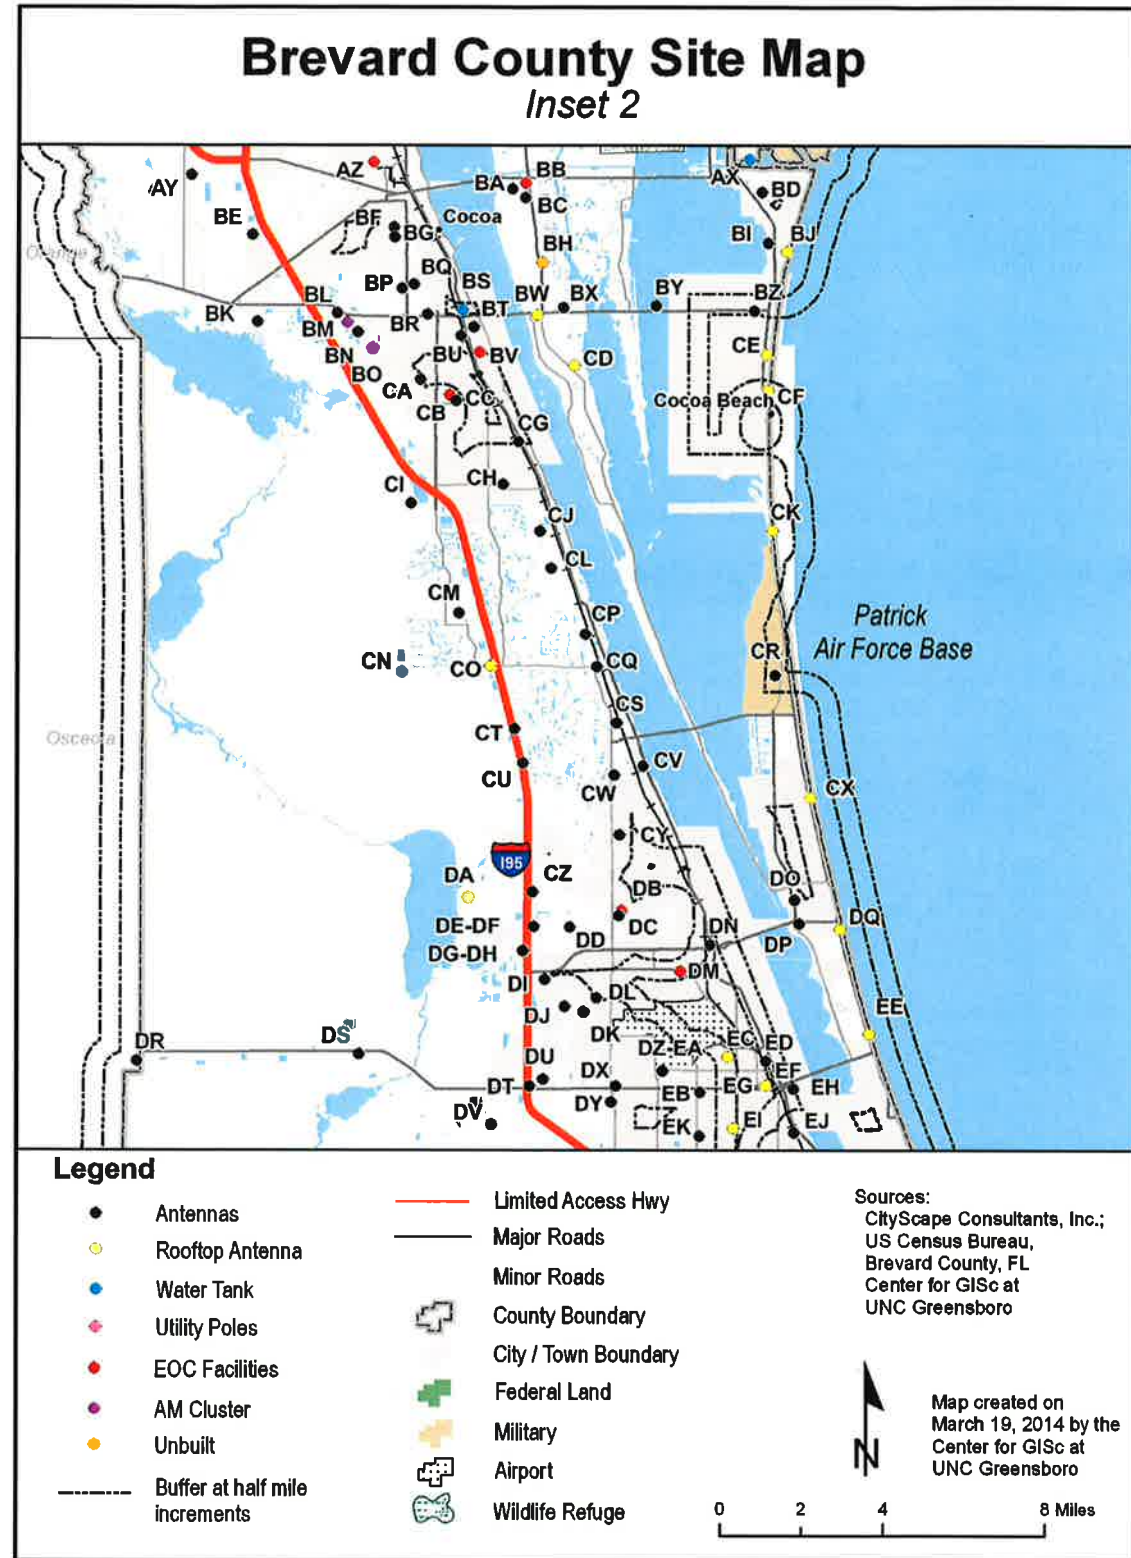 Brevard County Site Map
Inset 2
AZ
AY
BA
BB
AX
BC
BD
BE
BF
BG
Cocoa
BH
BI
BJ
Orange
BP
BQ
BS
BL
BK
BM
BR
BT
BW
BX
BY
BZ
BN
BO
BU
BV
CD
CE
CA
CB
CC
Cocoa Beach
CF
CG
CH
CI
CJ
CK
CL
CM
CP
Patrick
Air Force Base
CN
CO
CQ
CR
CS
Osceola
CT
CU
CV
CW
CX
CY
I95
DA
CZ
DB
DO
DE-DF
DD
DC
DN
DQ
DG-DH
DP
DI
DM
DL
DJ
DK
EE
DR
DS
DZ
EA
EC
ED
DU
DT
DX
EF
EG
EH
DV
DY
EB
EK
EI
EJ
Legend
Antennas
Rooftop Antenna
Water Tank
Utility Poles
EOC Facilities
AM Cluster
Unbuilt
Buffer at half mile
increments
Limited Access Hwy
Major Roads
Minor Roads
County Boundary
City / Town Boundary
Federal Land
Military
Airport
Wildlife Refuge
Sources:
CityScape Consultants, Inc.;
US Census Bureau,
Brevard County, FL
Center for GISc at
UNC Greensboro
N
Map created on
March 19, 2014 by the
Center for GISc at
UNC Greensboro
0 2 4 8 Miles